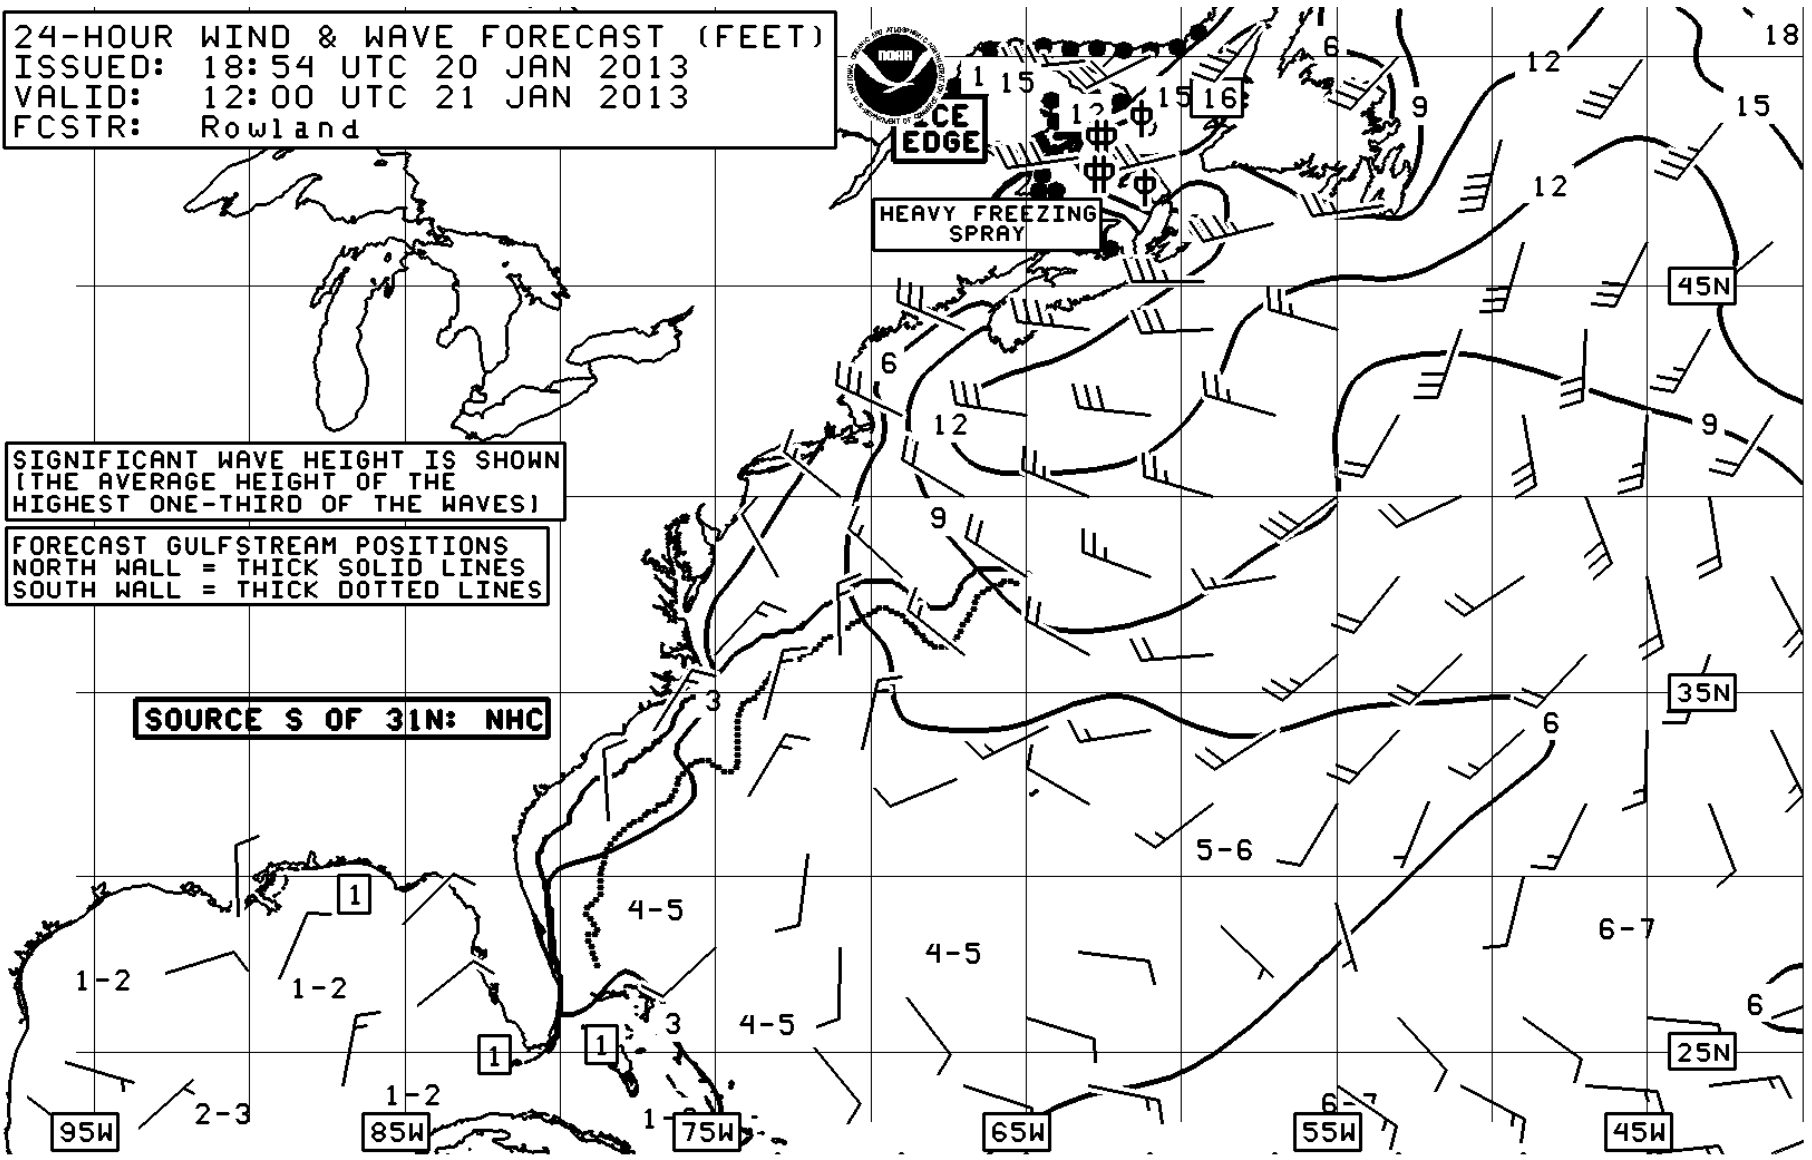 24-HOUR WIND & WAVE FORECAST (FEET)
ISSUED: 18:54 UTC 20 JAN 2013
VALID: 12:00 UTC 21 JAN 2013
FCSTR: Rowland
NOAA
6
12
18
1
15
15
16
9
15
12
ICE
EDGE
12
HEAVY FREEZING
SPRAY
45N
6
12
9
SIGNIFICANT WAVE HEIGHT IS SHOWN
(THE AVERAGE HEIGHT OF THE
HIGHEST ONE-THIRD OF THE WAVES)
9
FORECAST GULFSTREAM POSITIONS
NORTH WALL = THICK SOLID LINES
SOUTH WALL = THICK DOTTED LINES
35N
3
SOURCE S OF 31N: NHC
6
5-6
1
4-5
6-7
4-5
1-2
1-2
6
3
4-5
1
1
25N
1-2
2-3
6-7
95W
85W
75W
65W
55W
45W